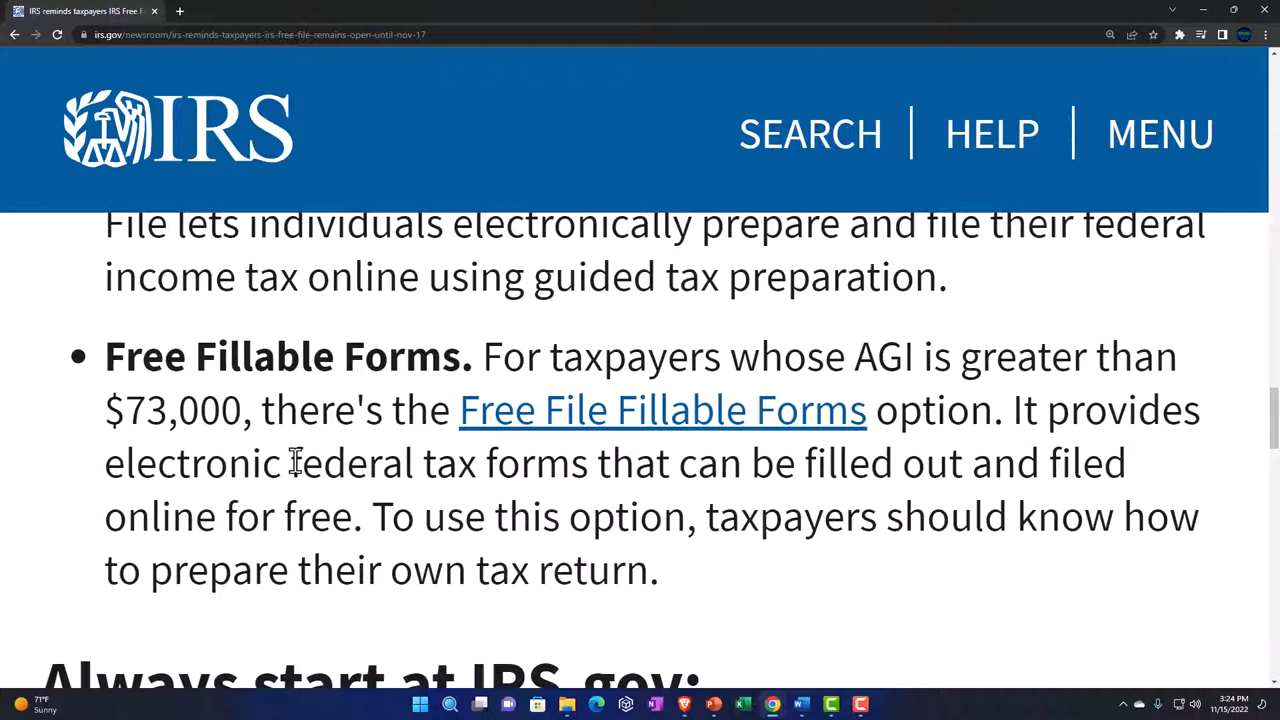 IRS reminds taxpayers IRS Free F
irs.gov/newsroom/irs-reminds-taxpayers-irs-free-file-remains-open-until-nov-17
IRS
SEARCH
HELP
MENU
File lets individuals electronically prepare and file their federal
income tax online using guided tax preparation.
• Free Fillable Forms. For taxpayers whose AGI is greater than
$73,000, there's the Free File Fillable Forms option. It provides
electronic federal tax forms that can be filled out and filed
online for free. To use this option, taxpayers should know how
to prepare their own tax return.
Always start at IRS.gov:
71°F
Sunny
3:24 PM
11/15/2022